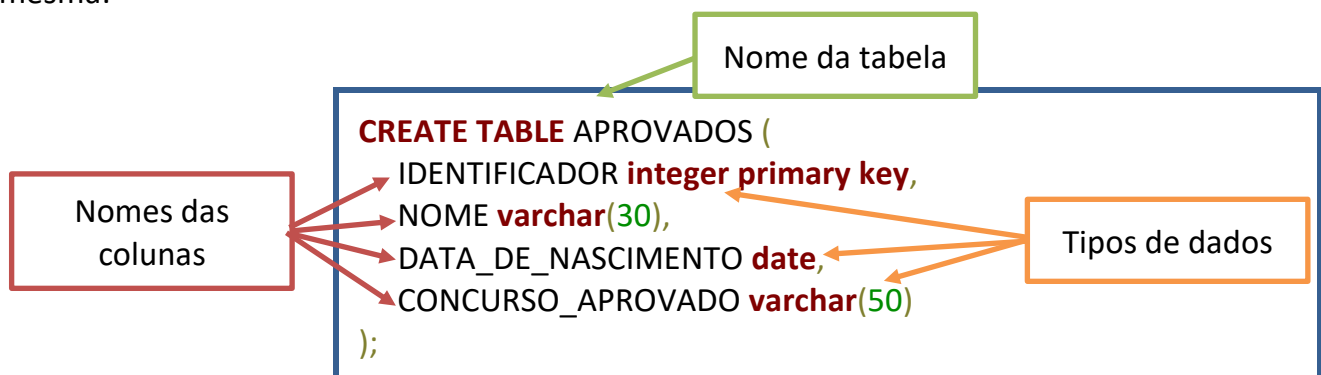 mesma:
Nome da tabela
CREATE TABLE APROVADOS (
IDENTIFICADOR integer primary key,
NOME varchar(30),
DATA_DE_NASCIMENTO date,
CONCURSO_APROVADO varchar(50)
);
Nomes das
colunas
Tipos de dados